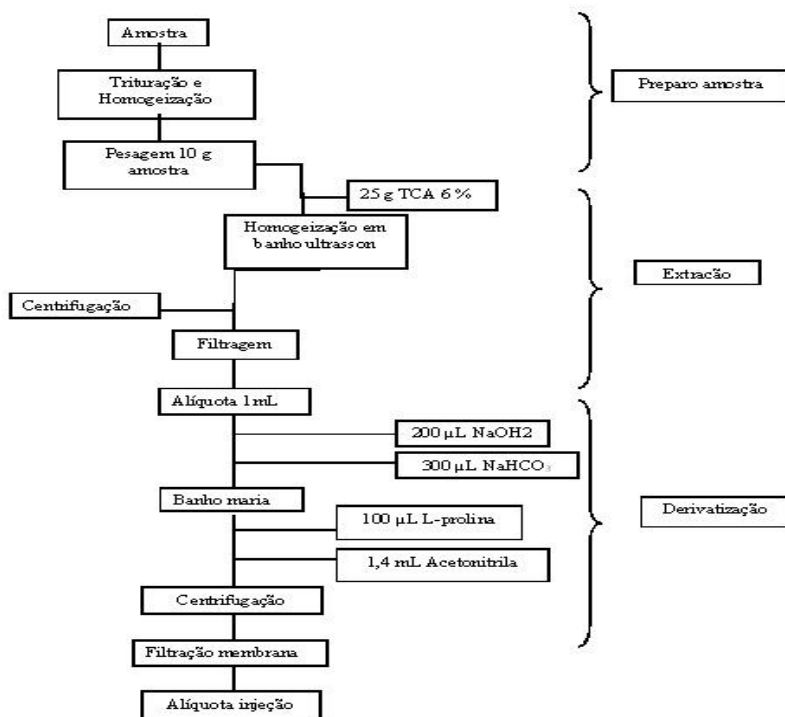 Amostra
Trituração e
Homogeização
Preparo amostra
Pesagem 10 g
amostra
25 g TCA 6 %
Homogeização em
banho ultrasson
Extracão
Centrifugação
Filtragem
Alíquota 1mL
200 µL NaOH2
300 µL NaHCO₃
Banho maria
100 µL L-prolina
Derivatização
1,4 mL Acetonitrila
Centrifugação
Filtração membrana
Alíquota injeção